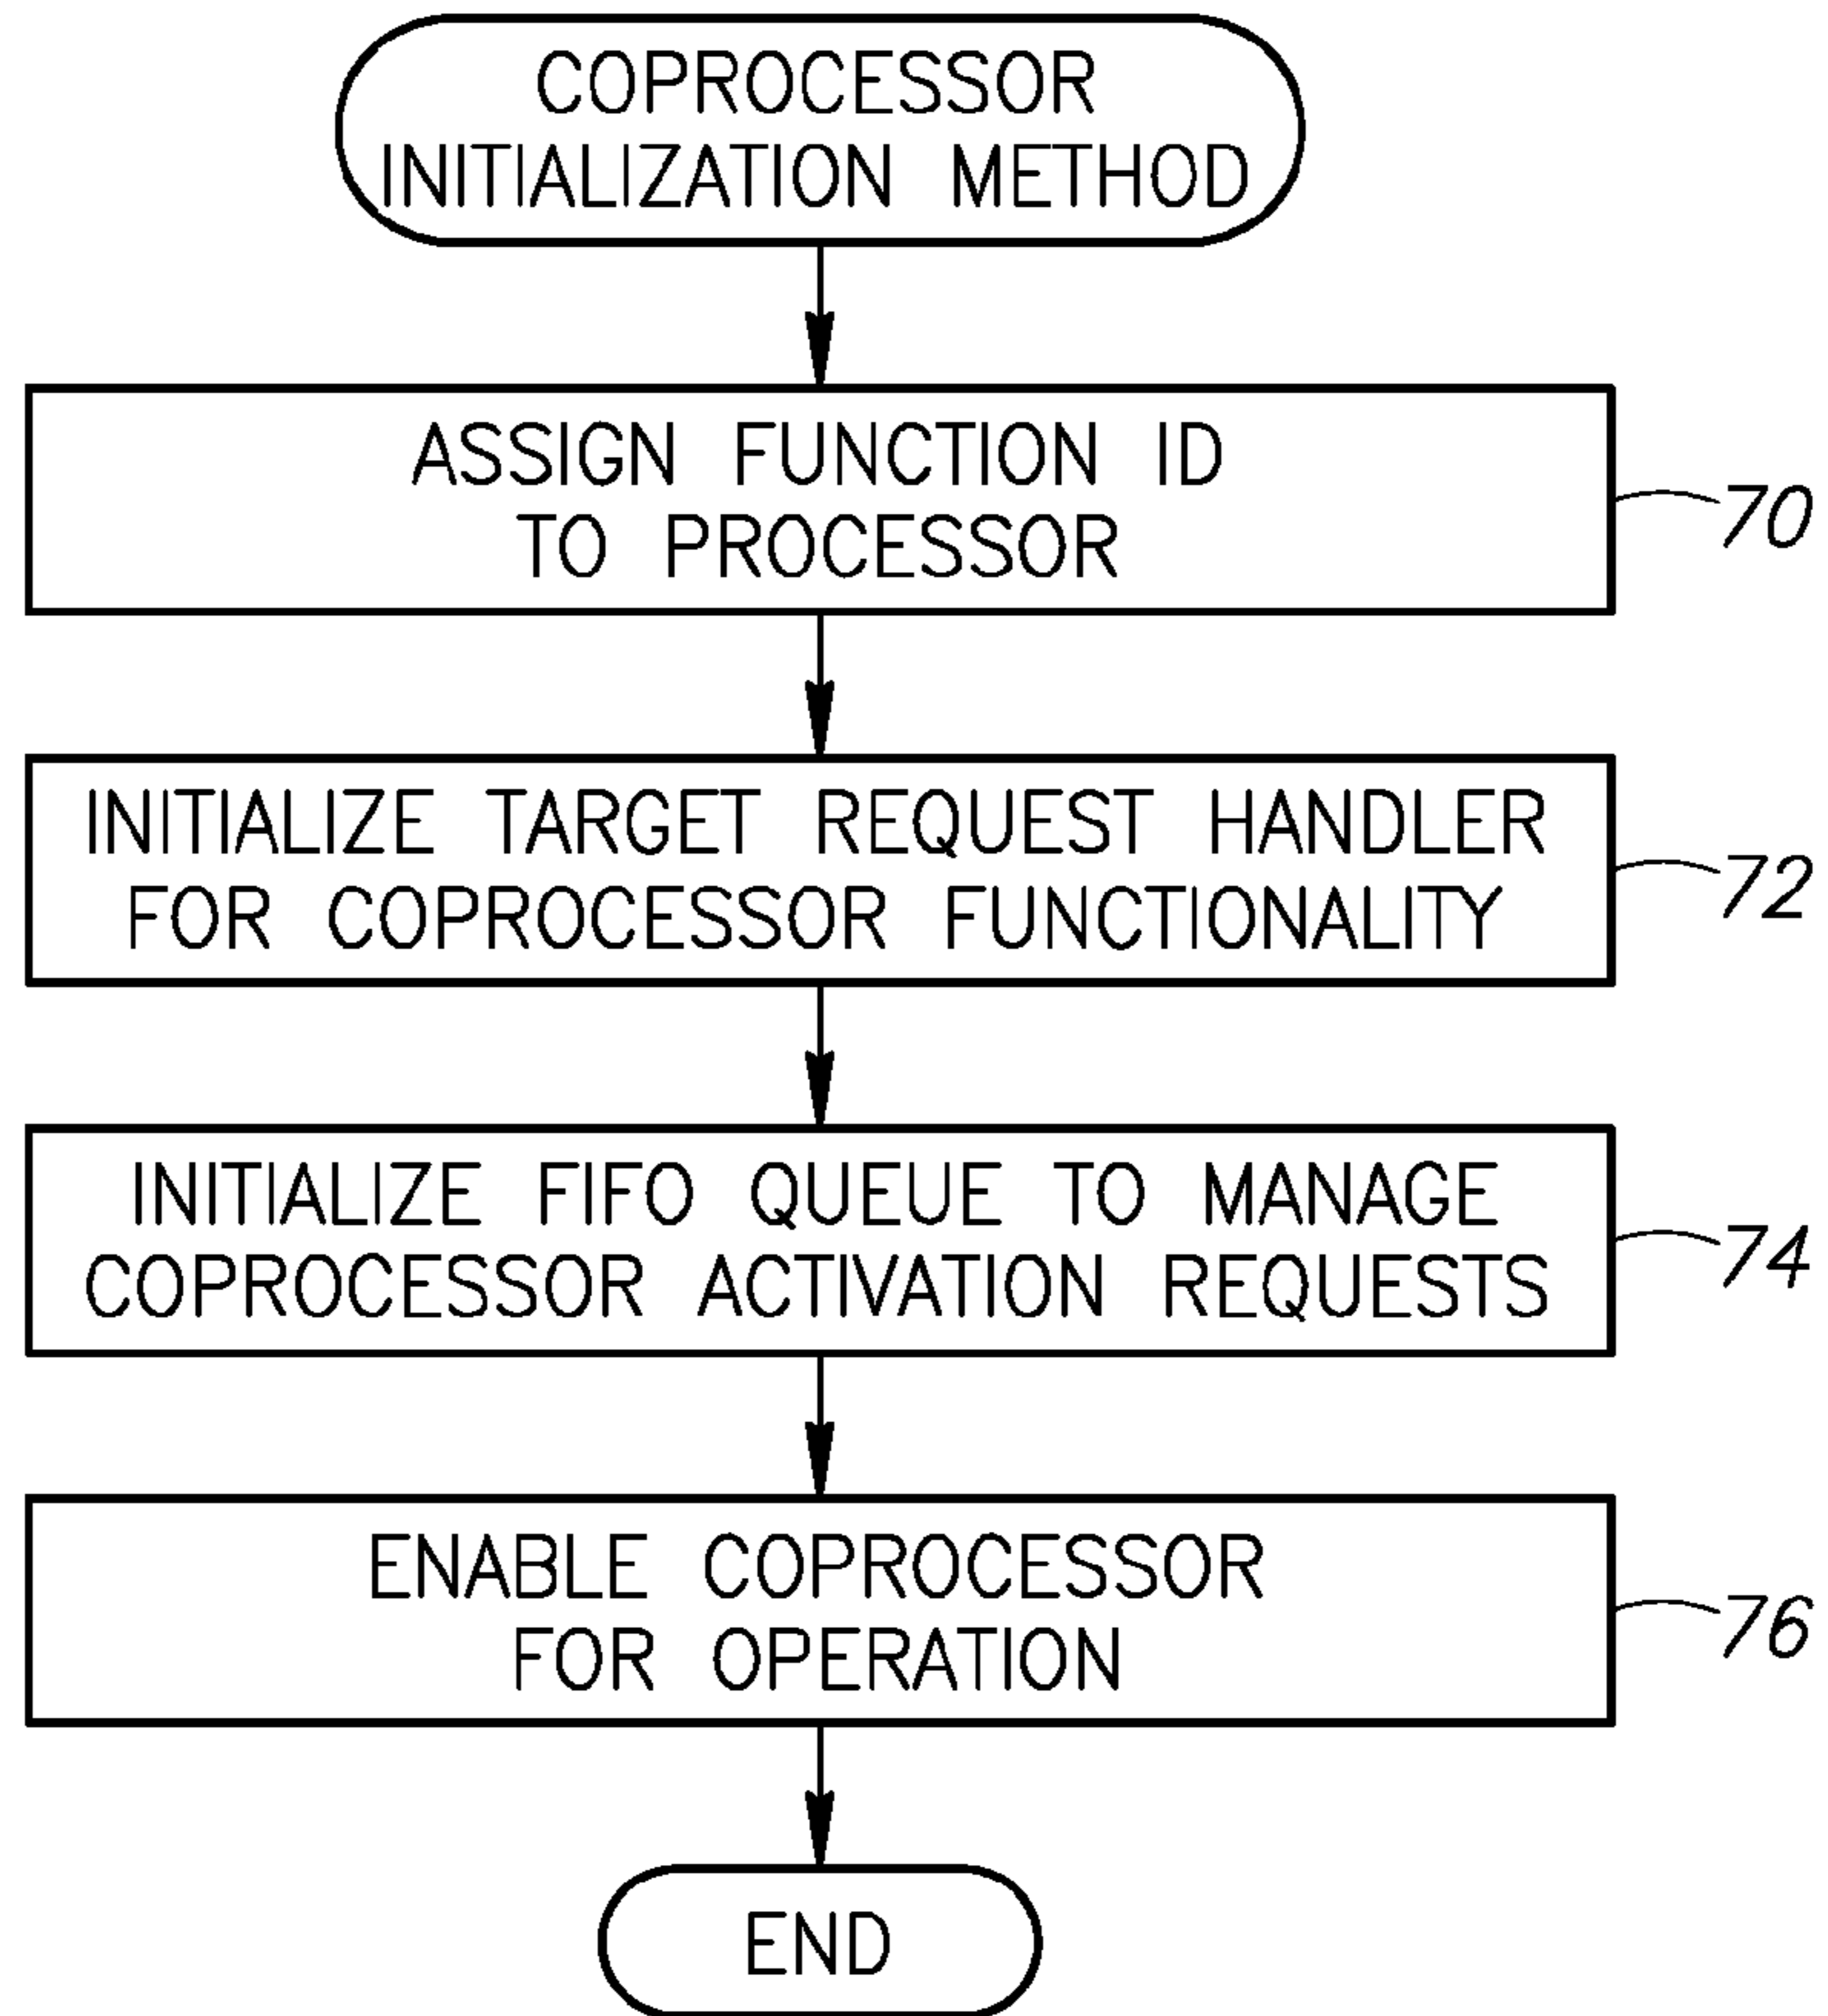 COPROCESSOR
INITIALIZATION METHOD
ASSIGN FUNCTION ID
TO PROCESSOR
70
INITIALIZE TARGET REQUEST HANDLER
FOR COPROCESSOR FUNCTIONALITY
72
INITIALIZE FIFO QUEUE TO MANAGE
COPROCESSOR ACTIVATION REQUESTS
74
ENABLE COPROCESSOR
FOR OPERATION
76
END